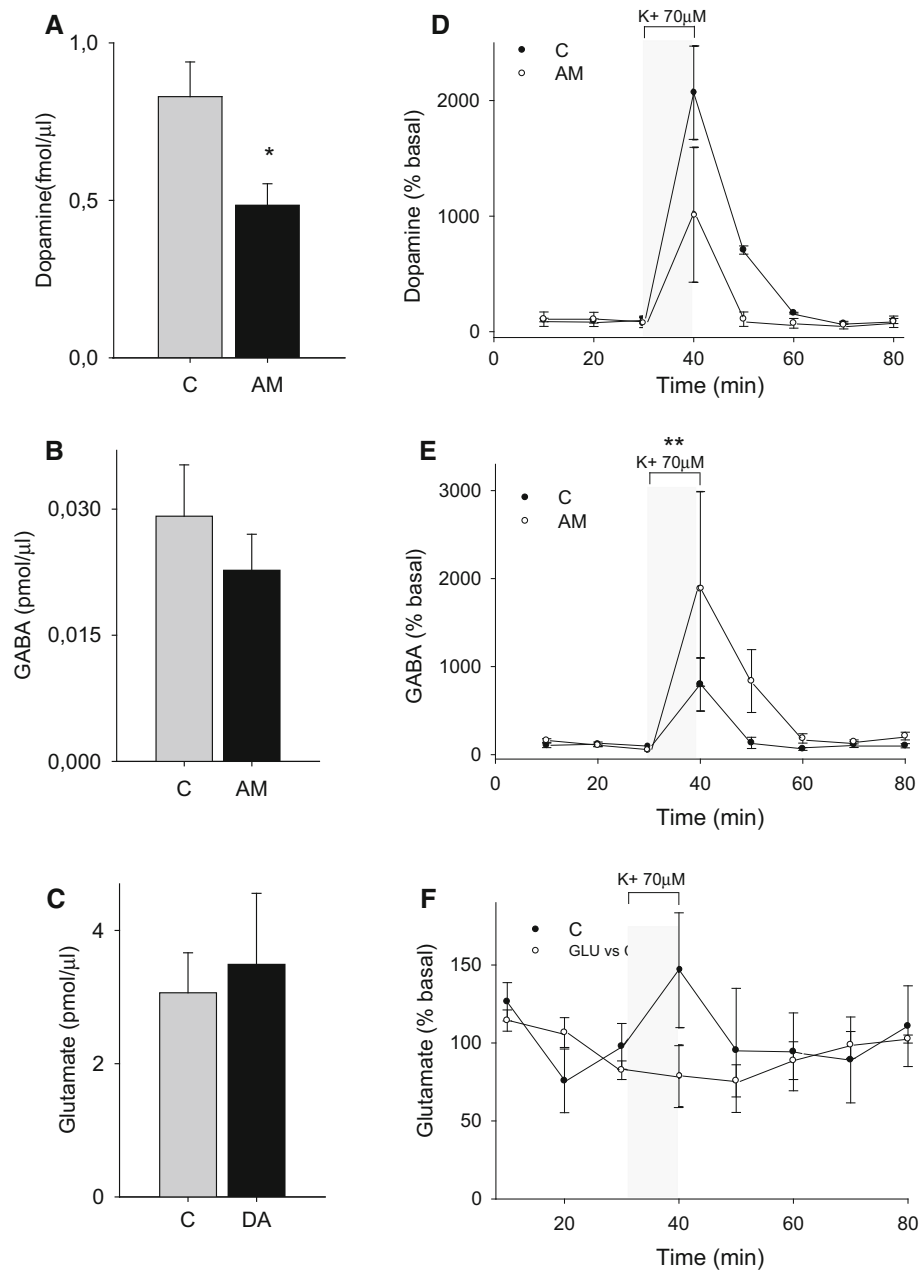 A
Dopamine(fmol/μl)
1,0
0,5
0,0
*
C
AM
D
K+ 70μM
C
AM
Dopamine (% basal)
2000
1000
0
0
20
40
60
80
Time (min)
B
GABA (pmol/μl)
0,030
0,015
0,000
C
AM
E
**
K+ 70μM
C
AM
GABA (% basal)
3000
2000
1000
0
0
20
40
60
80
Time (min)
C
Glutamate (pmol/μl)
4
2
0
C
DA
F
K+ 70μM
C
GLU vs (
Glutamate (% basal)
150
100
50
0
20
40
60
80
Time (min)